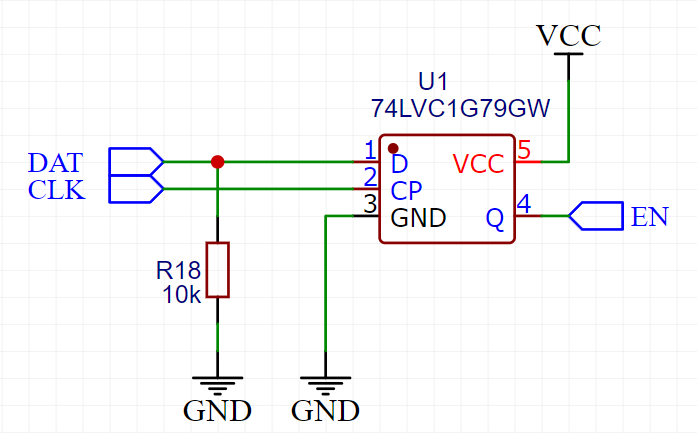 VCC
U1
74LVC1G79GW
DAT
CLK
1
D
2
CP
3
GND
VCC
5
Q
4
EN
R18
10k
GND
GND